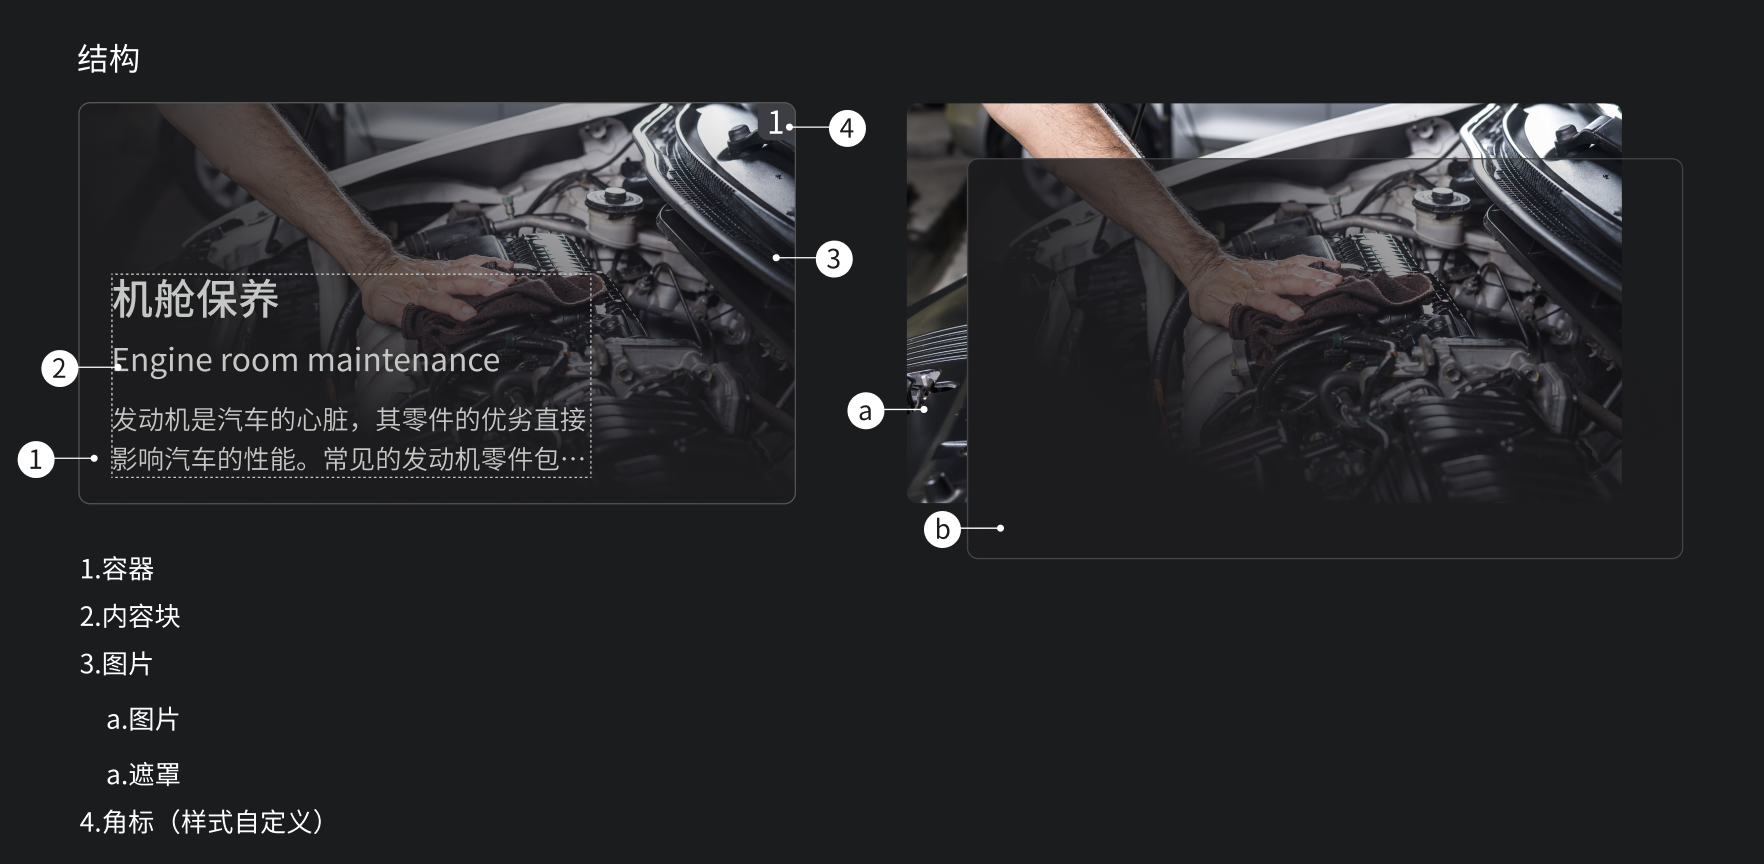 结构
1
4
3
机舱保养
Engine room maintenance
2
发动机是汽车的心脏，其零件的优劣直接
影响汽车的性能。常见的发动机零件包…
1
a
b
1.容器
2.内容块
3.图片
a.图片
a.遮罩
4.角标（样式自定义）